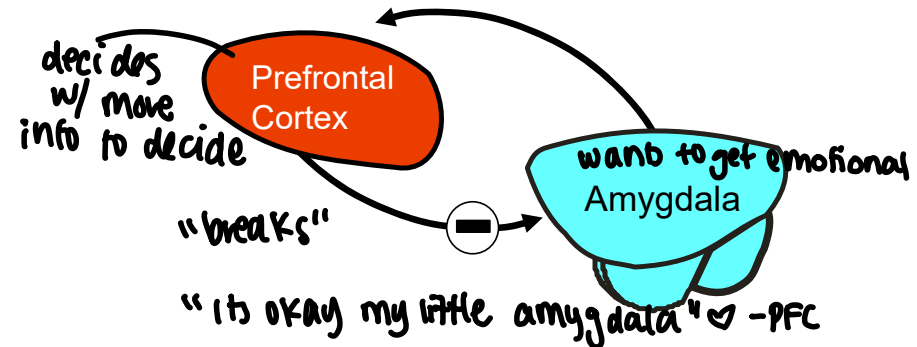 decides
w/ more
info to decide
Prefrontal
Cortex
wants to get emotional
Amygdala
"breaks"
"its okay my little amygdala" ♡ -PFC